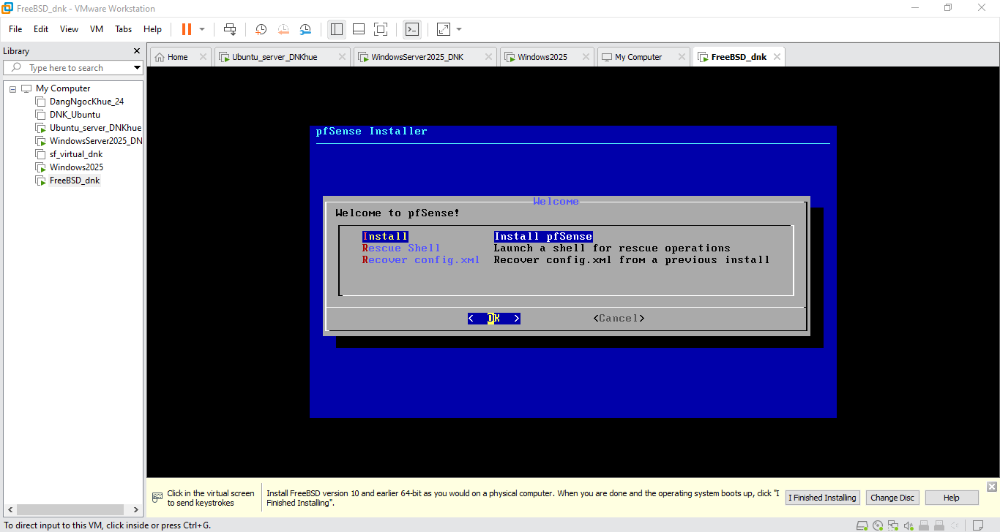 FreeBSD_dnk - VMware Workstation
File Edit View VM Tabs Help
Library
Type here to search
My Computer
DangNgocKhue_24
DNK_Ubuntu
Ubuntu_server_DNKhue
WindowsServer2025_DN
sf_virtual_dnk
Windows2025
FreeBSD_dnk
Home Ubuntu_server_DNKhue WindowsServer2025_DNK Windows2025 My Computer FreeBSD_dnk
pfSense Installer
Welcome
Welcome to pfSense!
Install Install pfSense
Rescue Shell Launch a shell for rescue operations
Recover config.xml Recover config.xml from a previous install
< OK > <Cancel>
Click in the virtual screen
to send keystrokes
Install FreeBSD version 10 and earlier 64-bit as you would on a physical computer. When you are done and the operating system boots up, click "I
Finished Installing".
I Finished Installing Change Disc Help
To direct input to this VM, click inside or press Ctrl+G.